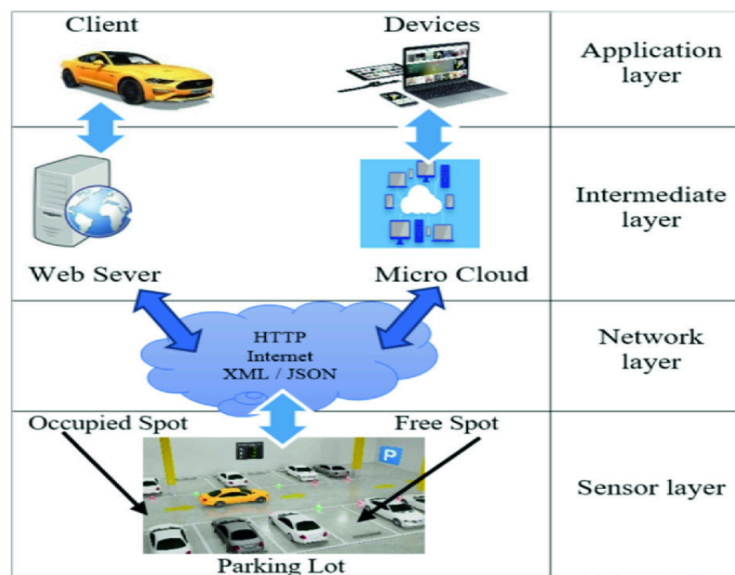 Client
Devices
Application
layer
Web Sever
Micro Cloud
Intermediate
layer
HTTP
Internet
XML / JSON
Network
layer
Occupied Spot
Free Spot
P
Parking Lot
Sensor layer